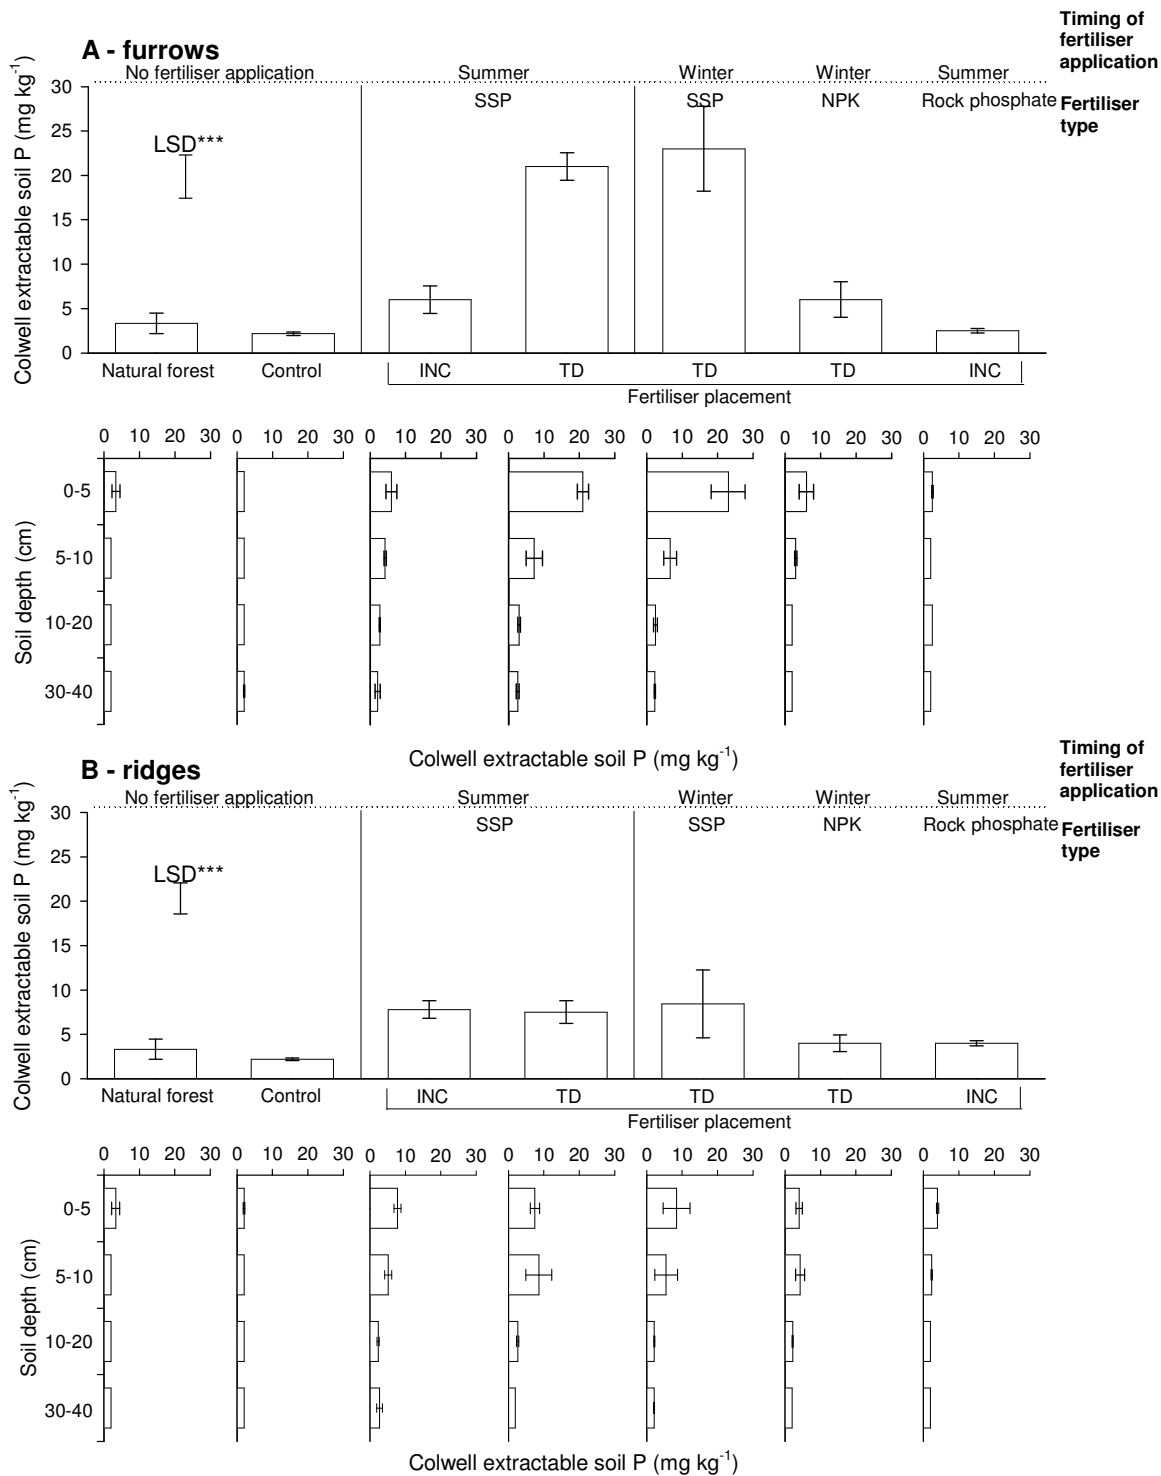 Timing of
fertiliser
application
A - furrows
No fertiliser application Summer Winter Winter Summer
SSP SSP NPK Rock phosphate Fertiliser
type
Colwell extractable soil P (mg kg-1)
30
25
20
15
10
5
0
LSD***
Natural forest Control INC TD TD TD INC
Fertiliser placement
0 10 20 30 0 10 20 30 0 10 20 30 0 10 20 30 0 10 20 30 0 10 20 30 0 10 20 30
Soil depth (cm)
0-5
5-10
10-20
30-40
Colwell extractable soil P (mg kg-1)
Timing of
fertiliser
application
B - ridges
No fertiliser application Summer Winter Winter Summer
SSP SSP NPK Rock phosphate Fertiliser
type
Colwell extractable soil P (mg kg-1)
30
25
20
15
10
5
0
LSD***
Natural forest Control INC TD TD TD INC
Fertiliser placement
0 10 20 30 0 10 20 30 0 10 20 30 0 10 20 30 0 10 20 30 0 10 20 30 0 10 20 30
Soil depth (cm)
0-5
5-10
10-20
30-40
Colwell extractable soil P (mg kg-1)